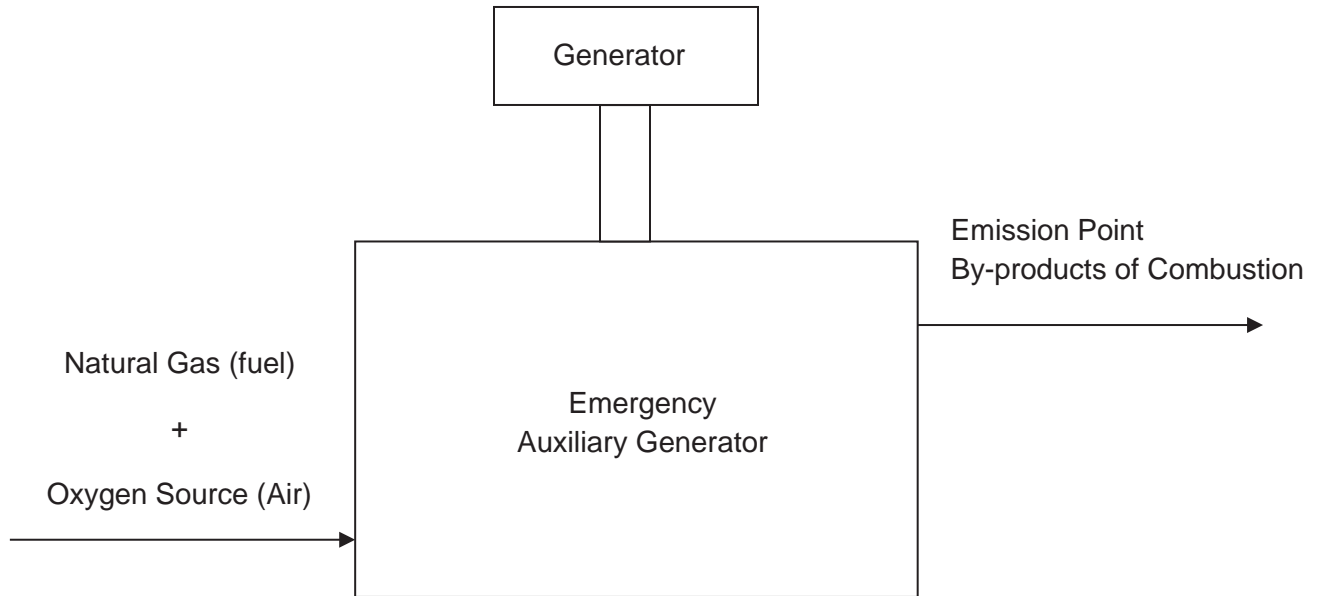 Generator
Emission Point
By-products of Combustion
Natural Gas (fuel)
+
Oxygen Source (Air)
Emergency
Auxiliary Generator